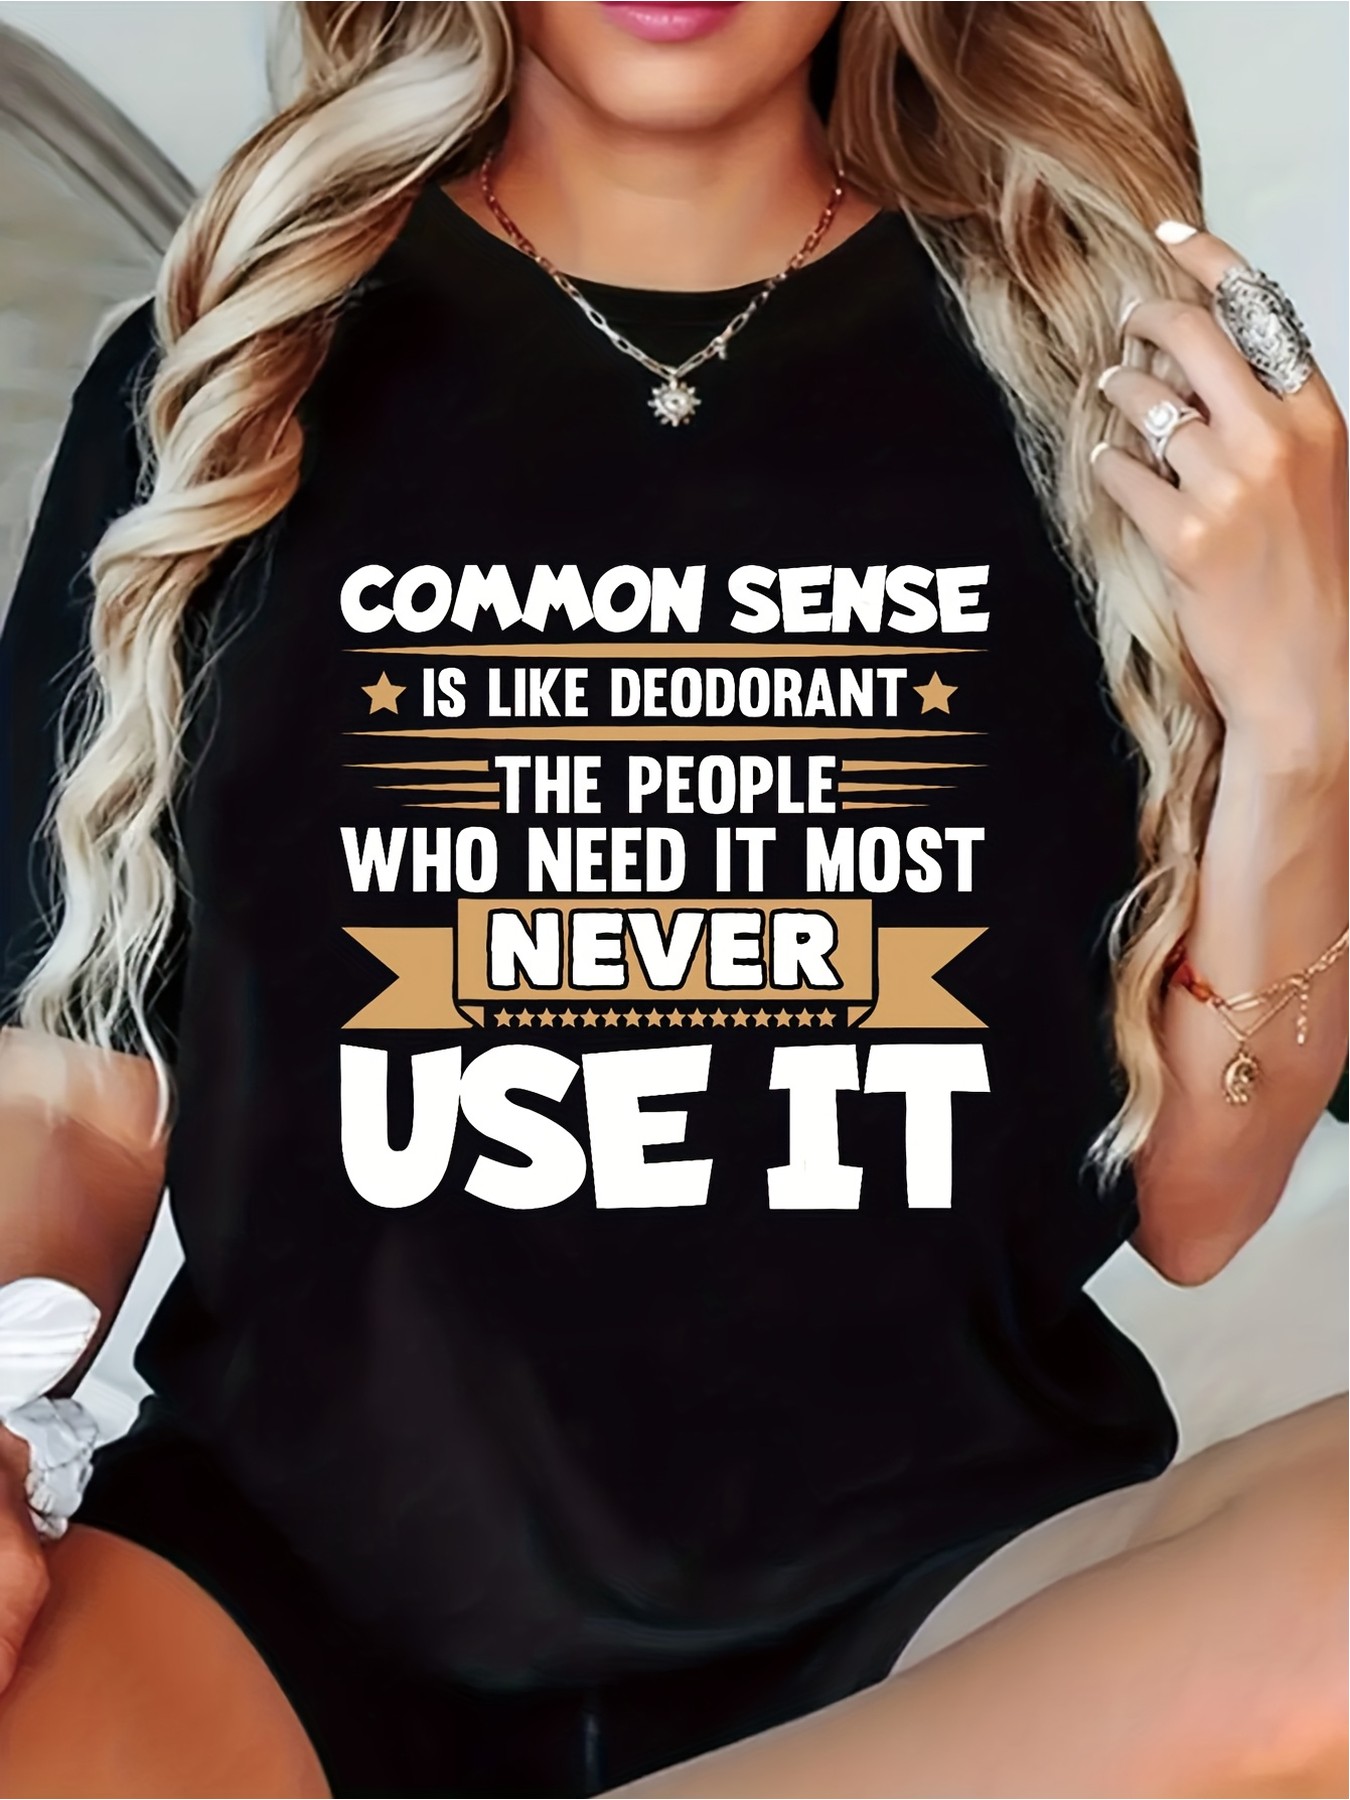 COMMON SENSE
IS LIKE DEODORANT
THE PEOPLE
WHO NEED IT MOST
NEVER
USE IT